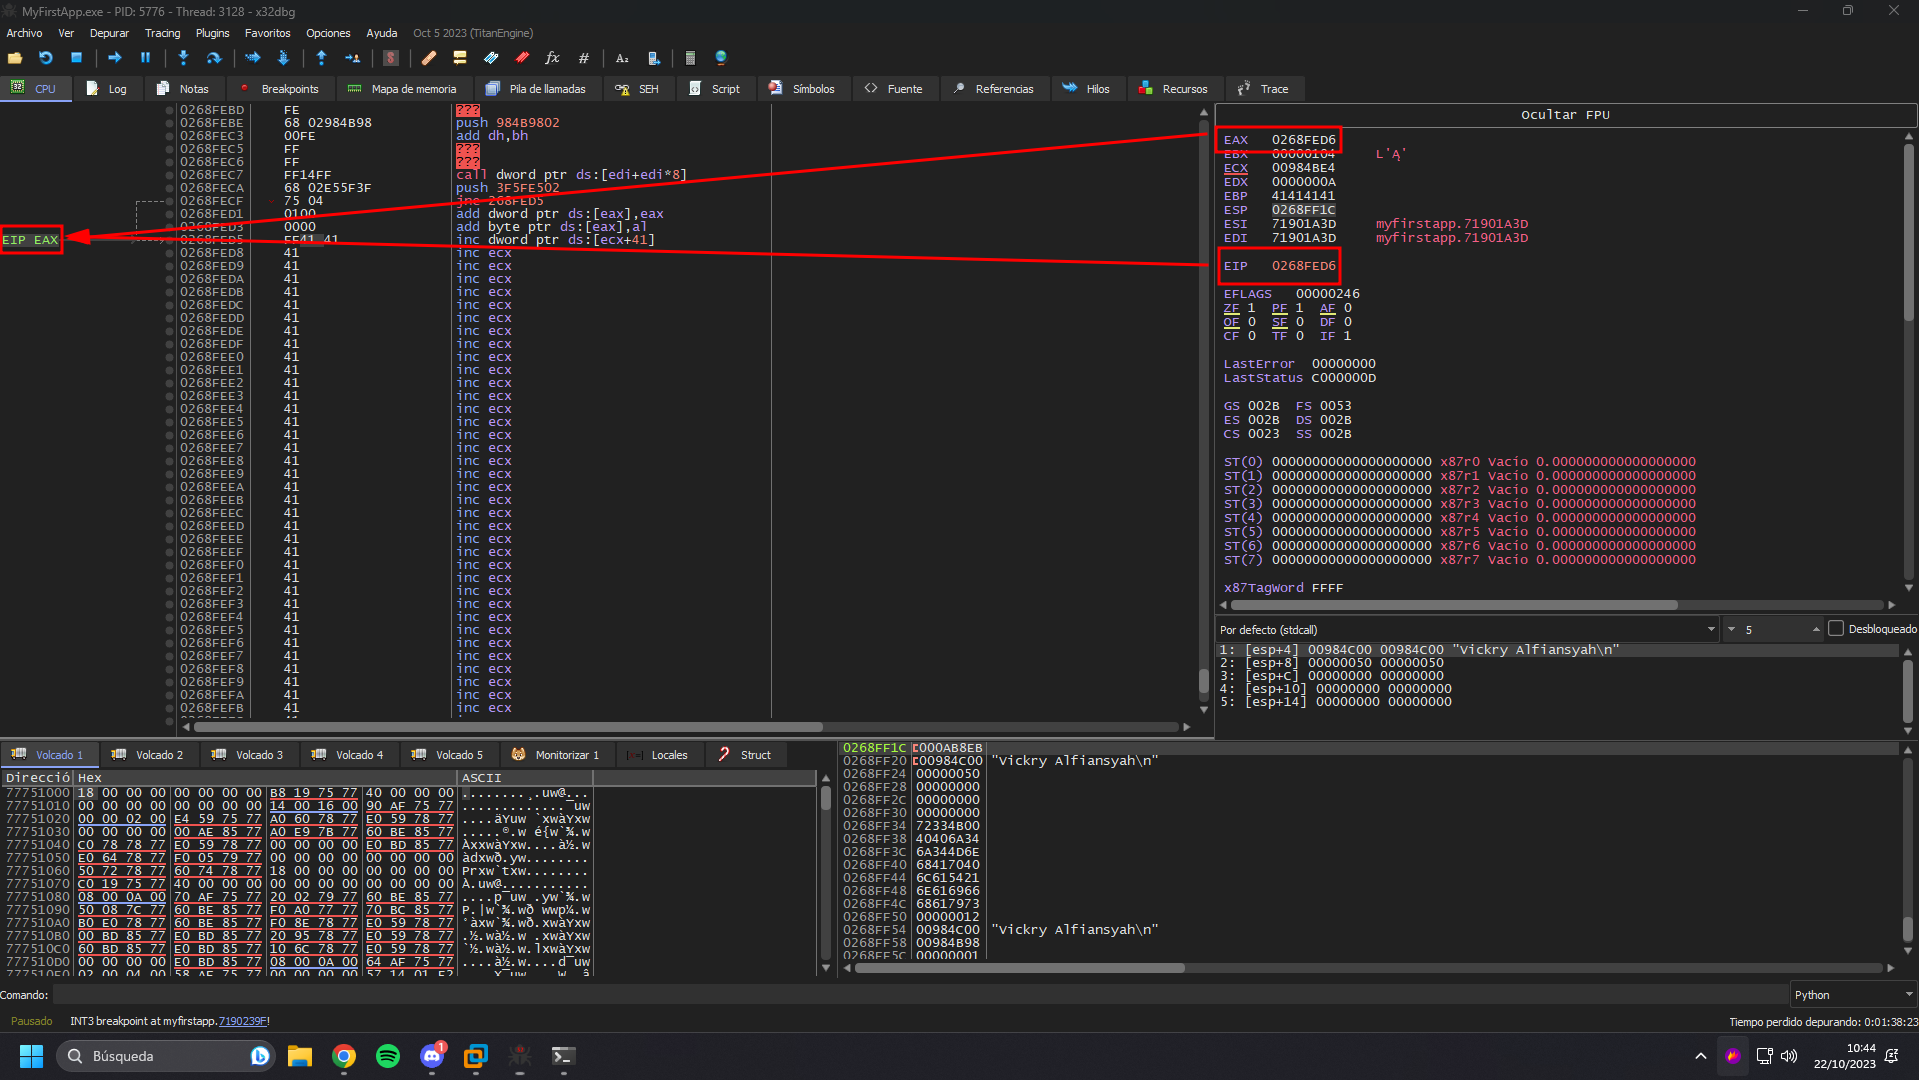 MyFirstApp.exe - PID: 5776 - Thread: 3128 - x32dbg
Archivo Ver Depurar Tracing Plugins Favoritos Opciones Ayuda Oct 5 2023 (TitanEngine)
CPU Log Notas Breakpoints Mapa de memoria Pila de llamadas SEH Script Símbolos Fuente Referencias Hilos Recursos Trace
0268FEBD FE ???
0268FEBE 68 02984B98 push 984B9802
0268FEC3 00FE add dh,bh
0268FEC5 FF ???
0268FEC6 FF ???
0268FEC7 FF14FF call dword ptr ds:[edi+edi*8]
0268FECA 68 02E55F3F push 3F5FE502
0268FECF 75 04 jne 268FED5
0268FED1 0100 add dword ptr ds:[eax],eax
0268FED3 0000 add byte ptr ds:[eax],al
EIP EAX 0268FED5 FF41 41 inc dword ptr ds:[ecx+41]
0268FED8 41 inc ecx
0268FED9 41 inc ecx
0268FEDA 41 inc ecx
0268FEDB 41 inc ecx
0268FEDC 41 inc ecx
0268FEDD 41 inc ecx
0268FEDE 41 inc ecx
0268FEDF 41 inc ecx
0268FEE0 41 inc ecx
0268FEE1 41 inc ecx
0268FEE2 41 inc ecx
0268FEE3 41 inc ecx
0268FEE4 41 inc ecx
0268FEE5 41 inc ecx
0268FEE6 41 inc ecx
0268FEE7 41 inc ecx
0268FEE8 41 inc ecx
0268FEE9 41 inc ecx
0268FEEA 41 inc ecx
0268FEEB 41 inc ecx
0268FEEC 41 inc ecx
0268FEED 41 inc ecx
0268FEEE 41 inc ecx
0268FEEF 41 inc ecx
0268FEF0 41 inc ecx
0268FEF1 41 inc ecx
0268FEF2 41 inc ecx
0268FEF3 41 inc ecx
0268FEF4 41 inc ecx
0268FEF5 41 inc ecx
0268FEF6 41 inc ecx
0268FEF7 41 inc ecx
0268FEF8 41 inc ecx
0268FEF9 41 inc ecx
0268FEFA 41 inc ecx
0268FEFB 41 inc ecx
Ocultar FPU
EAX 0268FED6
EBX 00000104 L'Ą'
ECX 00984BE4
EDX 0000000A
EBP 41414141
ESP 0268FF1C
ESI 71901A3D myfirstapp.71901A3D
EDI 71901A3D myfirstapp.71901A3D
EIP 0268FED6
EFLAGS 00000246
ZF 1 PF 1 AF 0
OF 0 SF 0 DF 0
CF 0 TF 0 IF 1
LastError 00000000
LastStatus C000000D
GS 002B FS 0053
ES 002B DS 002B
CS 0023 SS 002B
ST(0) 00000000000000000000 x87r0 Vacío 0.000000000000000000
ST(1) 00000000000000000000 x87r1 Vacío 0.000000000000000000
ST(2) 00000000000000000000 x87r2 Vacío 0.000000000000000000
ST(3) 00000000000000000000 x87r3 Vacío 0.000000000000000000
ST(4) 00000000000000000000 x87r4 Vacío 0.000000000000000000
ST(5) 00000000000000000000 x87r5 Vacío 0.000000000000000000
ST(6) 00000000000000000000 x87r6 Vacío 0.000000000000000000
ST(7) 00000000000000000000 x87r7 Vacío 0.000000000000000000
x87TagWord FFFF
Por defecto (stdcall) 5 Desbloqueado
1: [esp+4] 00984C00 00984C00 "Vickry Alfiansyah\n"
2: [esp+8] 00000050 00000050
3: [esp+C] 00000000 00000000
4: [esp+10] 00000000 00000000
5: [esp+14] 00000000 00000000
Volcado 1 Volcado 2 Volcado 3 Volcado 4 Volcado 5 Monitorizar 1 Locales Struct
Direcció Hex ASCII
77751000 18 00 00 00 00 00 00 00 B8 19 75 77 40 00 00 00 ........¸.uw@...
77751010 00 00 00 00 00 00 00 00 14 00 16 00 90 AF 75 77 .............¯uw
77751020 00 00 02 00 E4 59 75 77 A0 60 78 77 E0 59 78 77 ....äYuw `xwàYxw
77751030 00 00 00 00 00 AE 85 77 A0 E9 7B 77 60 BE 85 77 .....®.w é{w`¾.w
77751040 C0 78 78 77 E0 59 78 77 00 00 00 00 E0 BD 85 77 ÀxxwàYxw....à½.w
77751050 E0 64 78 77 F0 05 79 77 00 00 00 00 00 00 00 00 àdxwð.yw........
77751060 50 72 78 77 60 74 78 77 18 00 00 00 00 00 00 00 Prxw`txw........
77751070 C0 19 75 77 40 00 00 00 00 00 00 00 00 00 00 00 À.uw@...........
77751080 08 00 0A 00 70 AF 75 77 20 02 79 77 60 BE 85 77 ....p¯uw .yw`¾.w
77751090 50 08 7C 77 60 BE 85 77 F0 A0 77 77 70 BC 85 77 P.|w`¾.wð wwp¼.w
777510A0 B0 E0 78 77 60 BE 85 77 F0 8E 78 77 E0 59 78 77 °àxw`¾.wð.xwàYxw
777510B0 00 BD 85 77 E0 BD 85 77 20 95 78 77 E0 59 78 77 .½.wà½.w .xwàYxw
777510C0 60 BD 85 77 E0 BD 85 77 10 6C 78 77 E0 59 78 77 `½.wà½.w.lxwàYxw
777510D0 00 00 00 00 E0 BD 85 77 08 00 0A 00 64 AF 75 77 ....à½.w....d¯uw
0268FF1C 000AB8EB
0268FF20 00984C00 "Vickry Alfiansyah\n"
0268FF24 00000050
0268FF28 00000000
0268FF2C 00000000
0268FF30 00000000
0268FF34 72334B00
0268FF38 40406A34
0268FF3C 6A344D6E
0268FF40 68417040
0268FF44 6C615421
0268FF48 6E616966
0268FF4C 68617973
0268FF50 00000012
0268FF54 00984C00 "Vickry Alfiansyah\n"
0268FF58 00984B98
0268FF5C 00000001
Comando: Python
Pausado INT3 breakpoint at myfirstapp.7190239F! Tiempo perdido depurando: 0:01:38:23
Búsqueda 1 10:44
22/10/2023